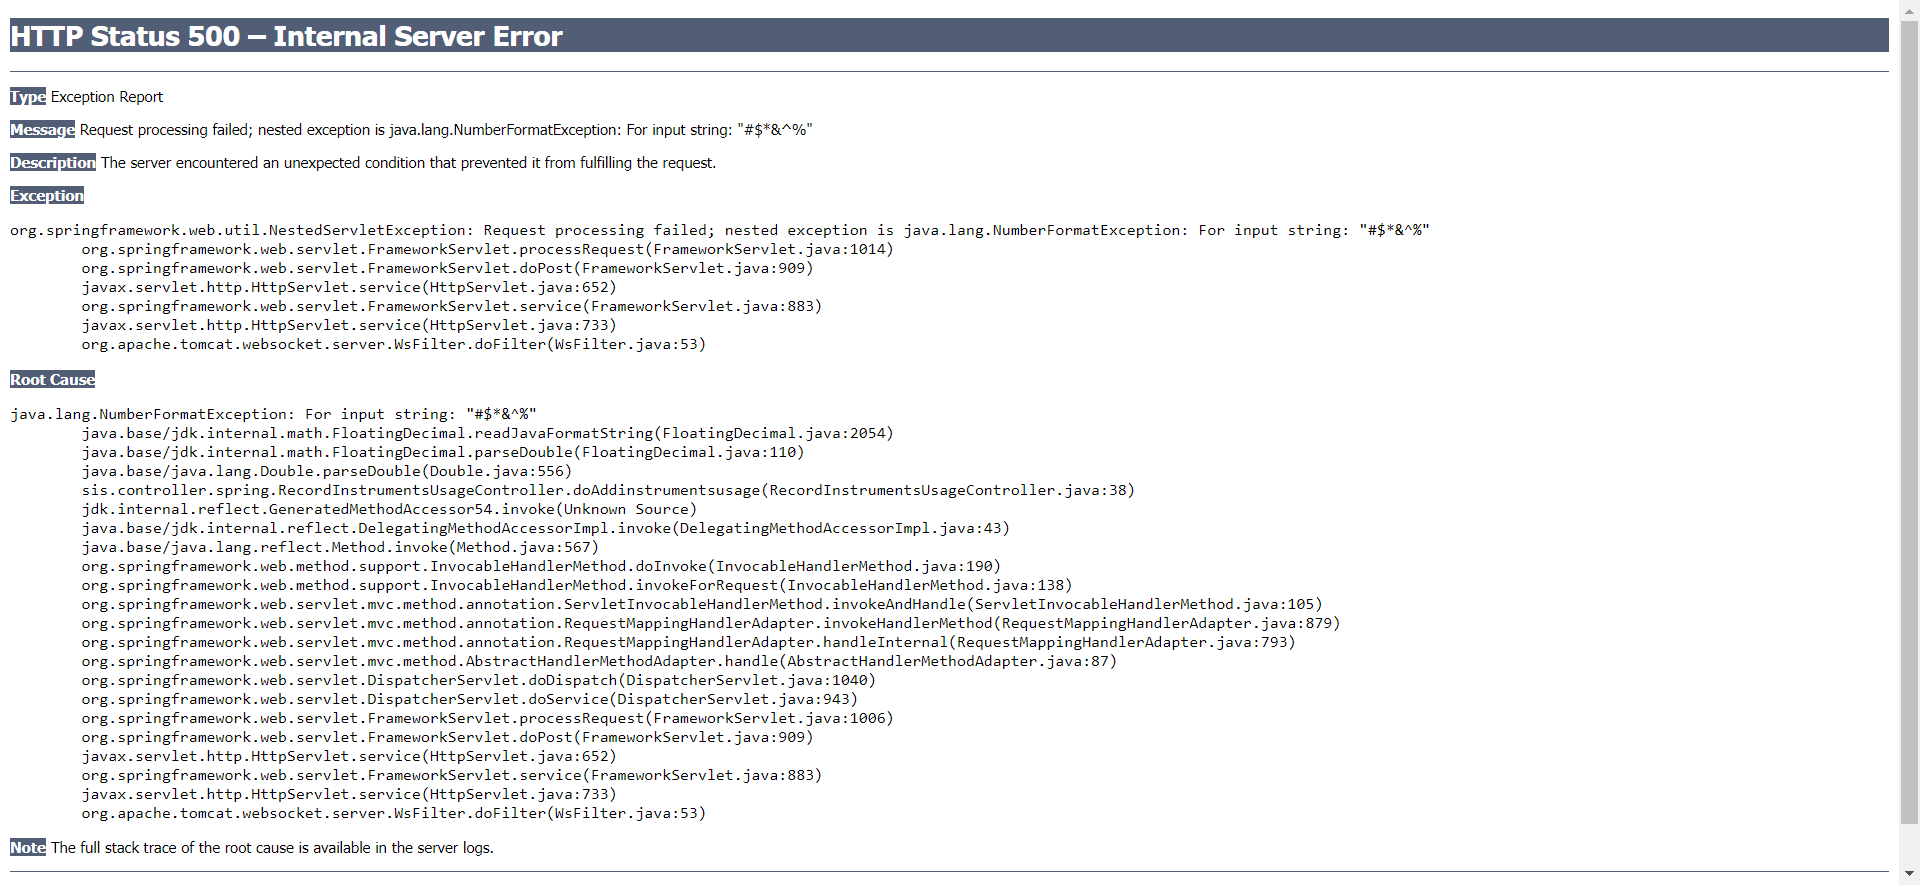 HTTP Status 500 – Internal Server Error
Type Exception Report
Message Request processing failed; nested exception is java.lang.NumberFormatException: For input string: "#$*&^%"
Description The server encountered an unexpected condition that prevented it from fulfilling the request.
Exception
org.springframework.web.util.NestedServletException: Request processing failed; nested exception is java.lang.NumberFormatException: For input string: "#$*&^%"
org.springframework.web.servlet.FrameworkServlet.processRequest(FrameworkServlet.java:1014)
org.springframework.web.servlet.FrameworkServlet.doPost(FrameworkServlet.java:909)
javax.servlet.http.HttpServlet.service(HttpServlet.java:652)
org.springframework.web.servlet.FrameworkServlet.service(FrameworkServlet.java:883)
javax.servlet.http.HttpServlet.service(HttpServlet.java:733)
org.apache.tomcat.websocket.server.WsFilter.doFilter(WsFilter.java:53)
Root Cause
java.lang.NumberFormatException: For input string: "#$*&^%"
java.base/jdk.internal.math.FloatingDecimal.readJavaFormatString(FloatingDecimal.java:2054)
java.base/jdk.internal.math.FloatingDecimal.parseDouble(FloatingDecimal.java:110)
java.base/java.lang.Double.parseDouble(Double.java:556)
sis.controller.spring.RecordInstrumentsUsageController.doAddinstrumentsusage(RecordInstrumentsUsageController.java:38)
jdk.internal.reflect.GeneratedMethodAccessor54.invoke(Unknown Source)
java.base/jdk.internal.reflect.DelegatingMethodAccessorImpl.invoke(DelegatingMethodAccessorImpl.java:43)
java.base/java.lang.reflect.Method.invoke(Method.java:567)
org.springframework.web.method.support.InvocableHandlerMethod.doInvoke(InvocableHandlerMethod.java:190)
org.springframework.web.method.support.InvocableHandlerMethod.invokeForRequest(InvocableHandlerMethod.java:138)
org.springframework.web.servlet.mvc.method.annotation.ServletInvocableHandlerMethod.invokeAndHandle(ServletInvocableHandlerMethod.java:105)
org.springframework.web.servlet.mvc.method.annotation.RequestMappingHandlerAdapter.invokeHandlerMethod(RequestMappingHandlerAdapter.java:879)
org.springframework.web.servlet.mvc.method.annotation.RequestMappingHandlerAdapter.handleInternal(RequestMappingHandlerAdapter.java:793)
org.springframework.web.servlet.mvc.method.AbstractHandlerMethodAdapter.handle(AbstractHandlerMethodAdapter.java:87)
org.springframework.web.servlet.DispatcherServlet.doDispatch(DispatcherServlet.java:1040)
org.springframework.web.servlet.DispatcherServlet.doService(DispatcherServlet.java:943)
org.springframework.web.servlet.FrameworkServlet.processRequest(FrameworkServlet.java:1006)
org.springframework.web.servlet.FrameworkServlet.doPost(FrameworkServlet.java:909)
javax.servlet.http.HttpServlet.service(HttpServlet.java:652)
org.springframework.web.servlet.FrameworkServlet.service(FrameworkServlet.java:883)
javax.servlet.http.HttpServlet.service(HttpServlet.java:733)
org.apache.tomcat.websocket.server.WsFilter.doFilter(WsFilter.java:53)
Note The full stack trace of the root cause is available in the server logs.